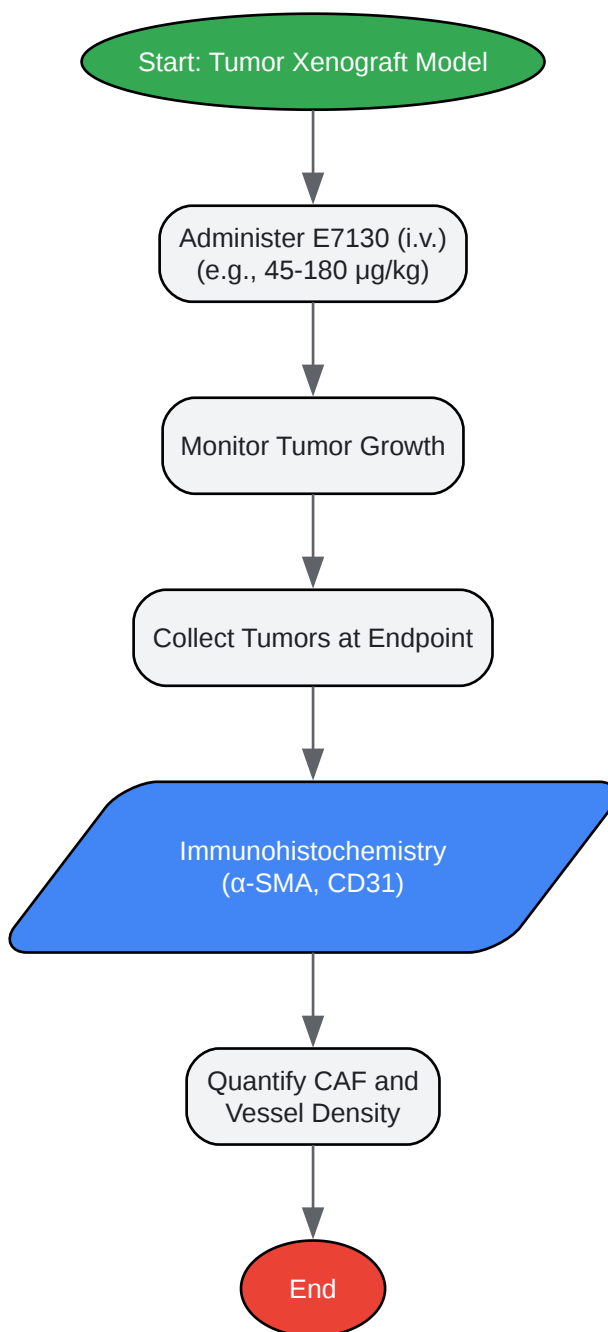 Start: Tumor Xenograft Model
Administer E7130 (i.v.)
(e.g., 45-180 µg/kg)
Monitor Tumor Growth
Collect Tumors at Endpoint
Immunohistochemistry
(α-SMA, CD31)
Quantify CAF and
Vessel Density
End